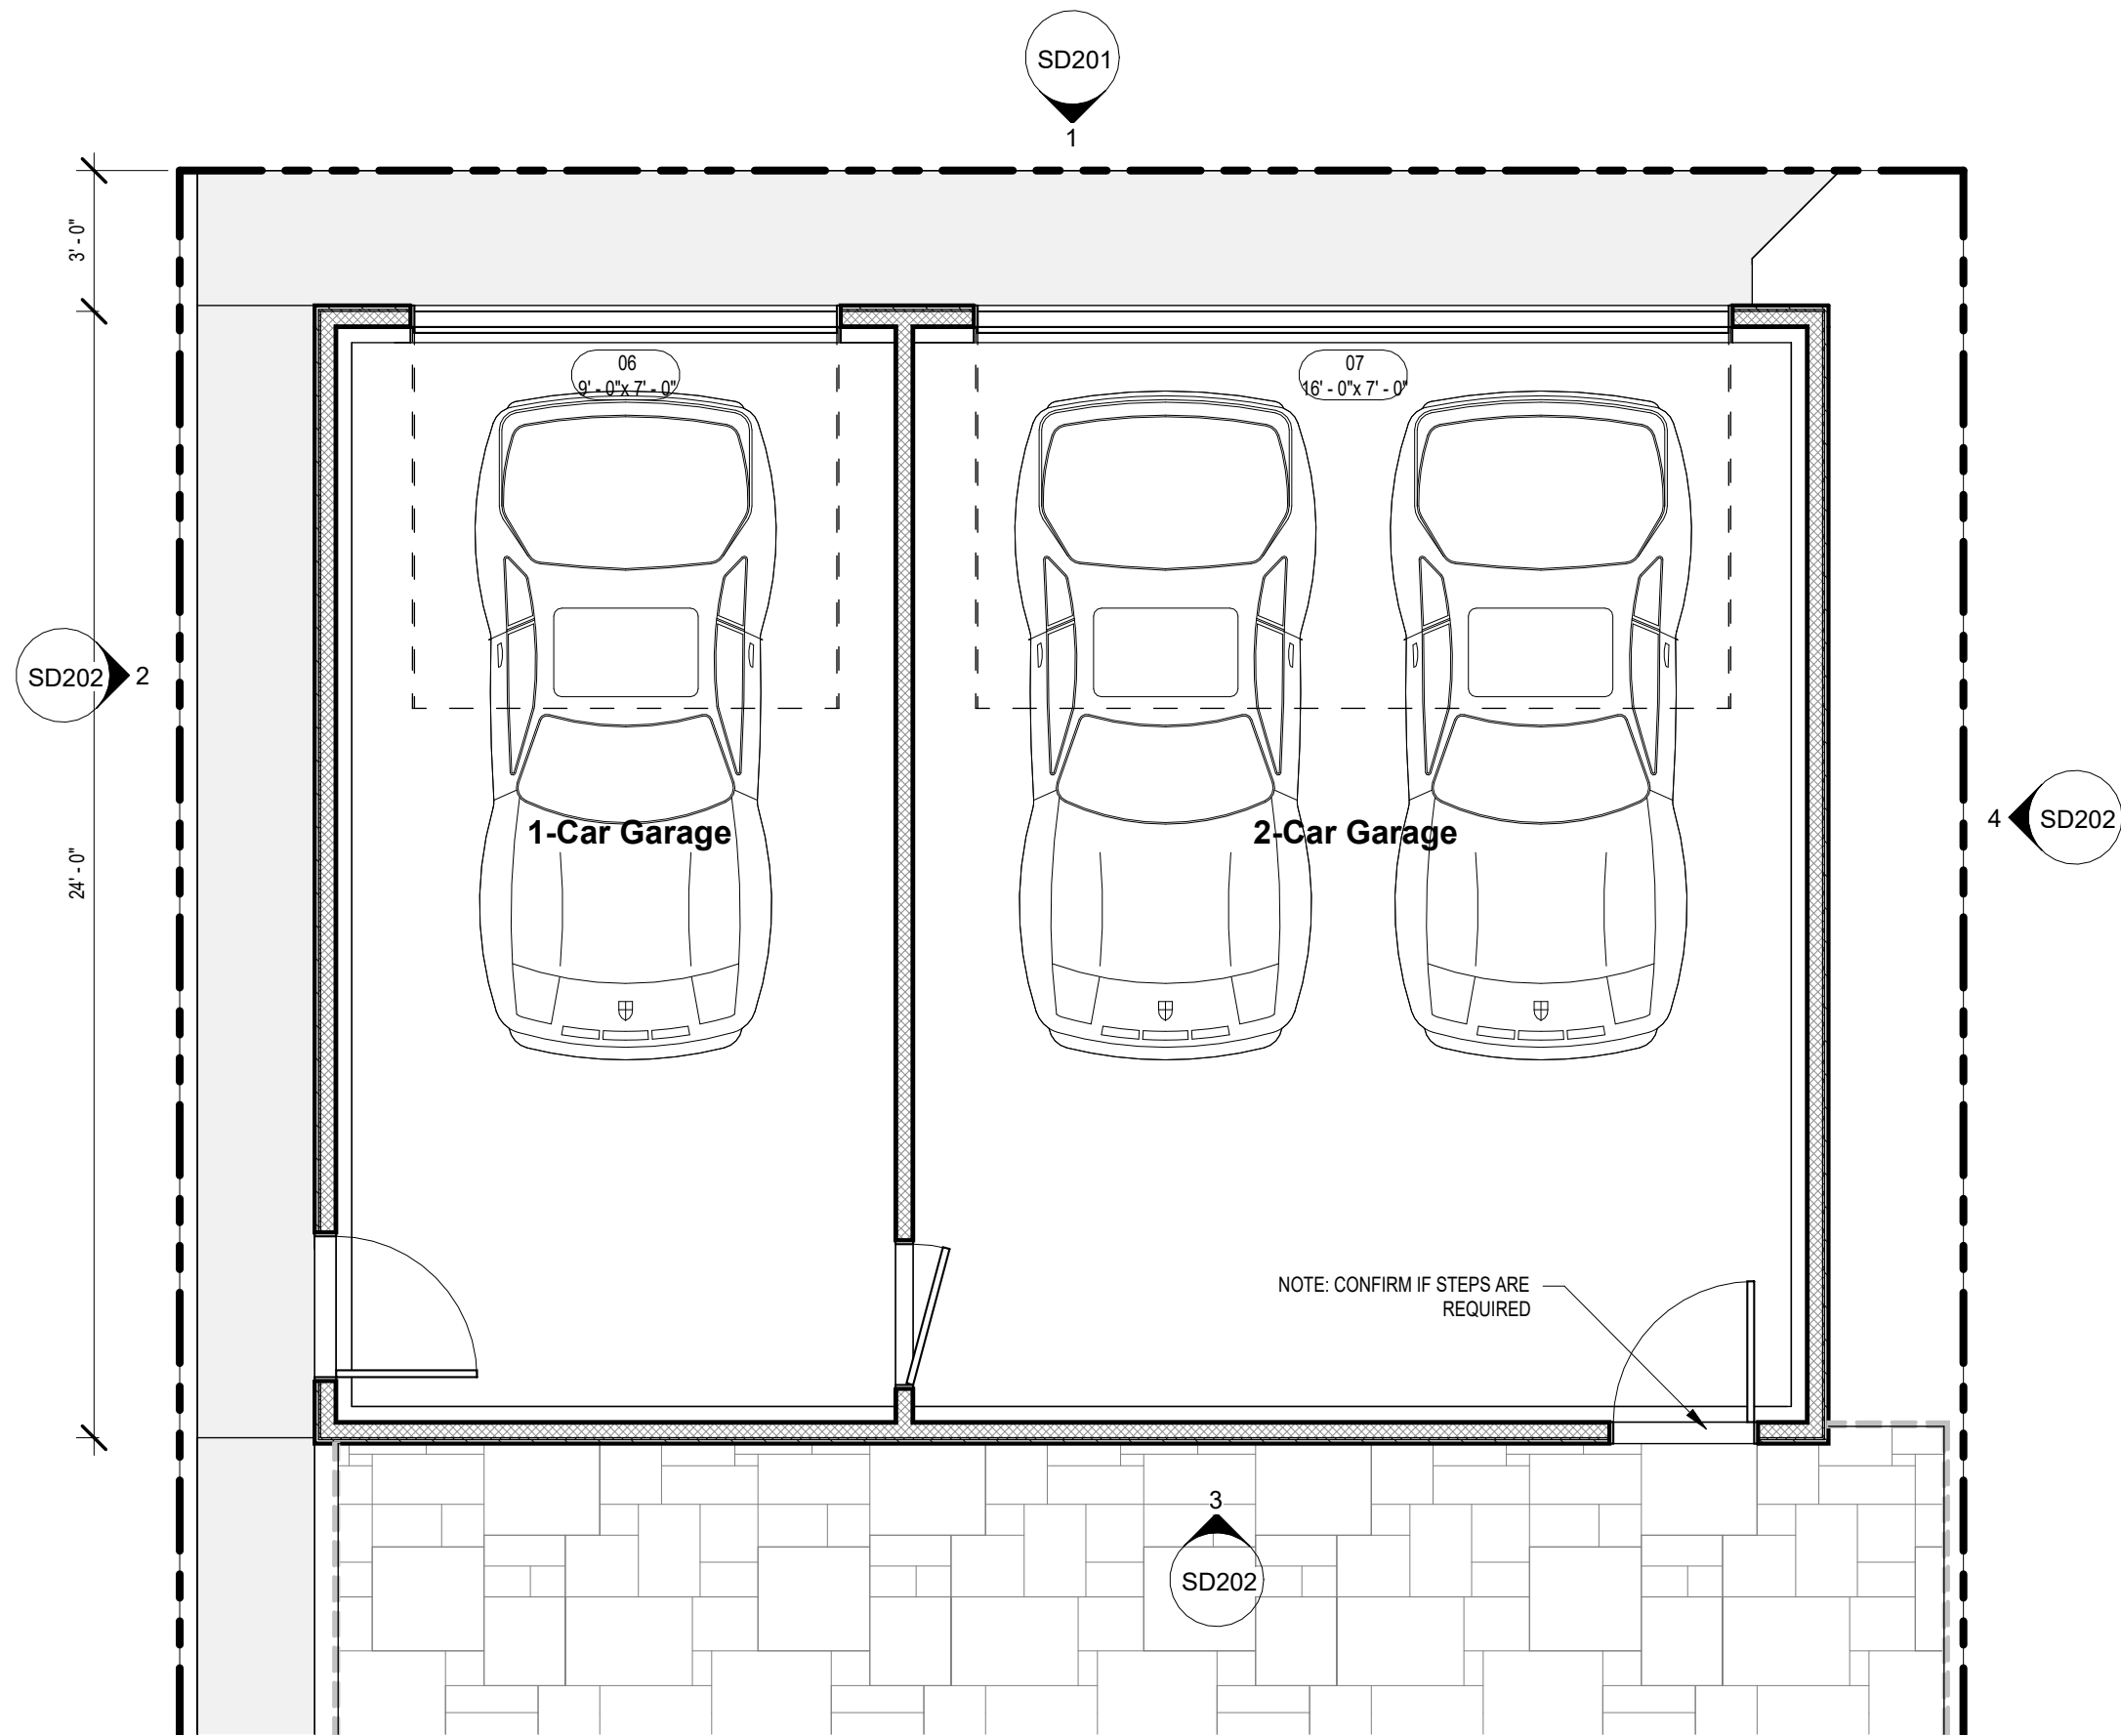 SD201
1
3' - 0"
06
9' - 0"x 7' - 0"
07
16' - 0"x 7' - 0"
SD202
2
24' - 0"
1-Car Garage
2-Car Garage
4
SD202
NOTE: CONFIRM IF STEPS ARE
REQUIRED
3
SD202